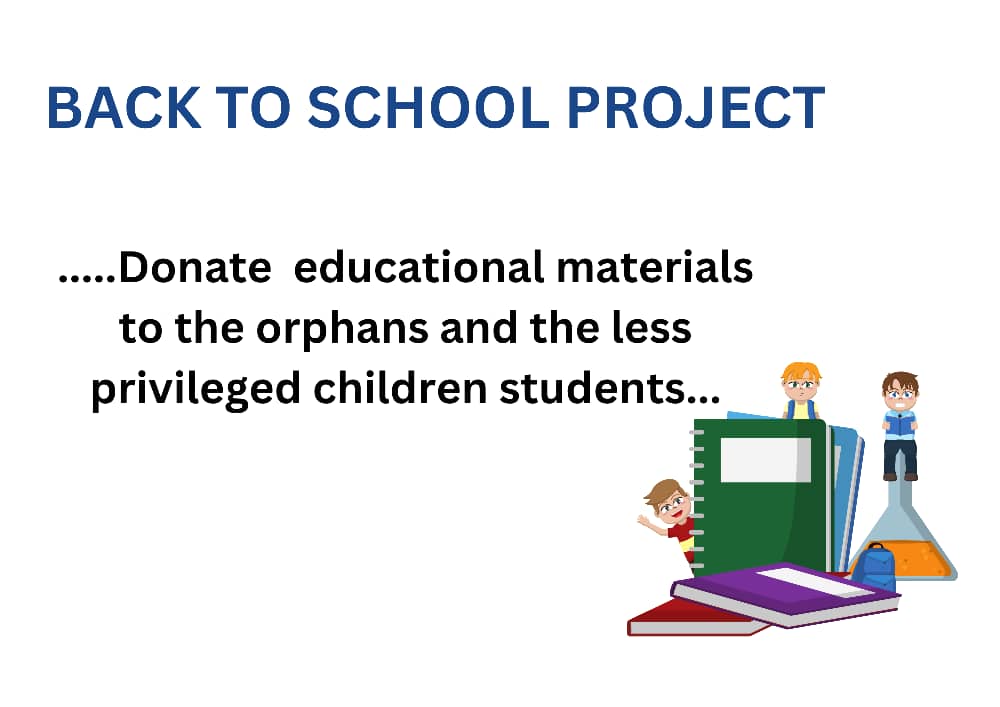 BACK TO SCHOOL PROJECT
.....Donate  educational materials
to the orphans and the less
privileged children students...